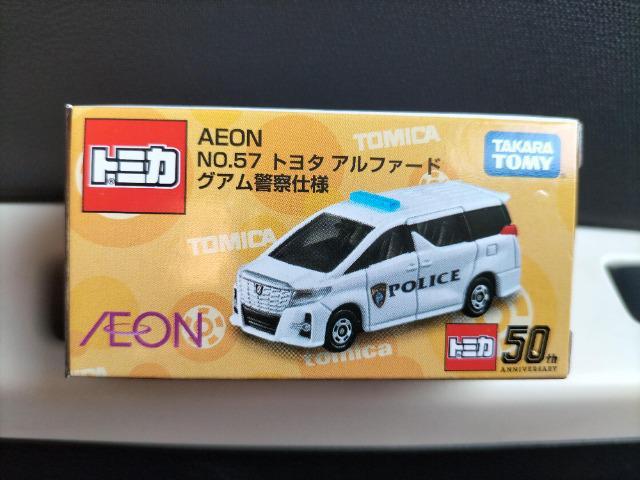 トミカ
AEON
NO.57 トヨタ アルファード
グアム警察仕様
TOMICA
TAKARA
TOMY
TOMICA
POLICE
AEON
tomica
トミカ
50th
ANNIVERSARY